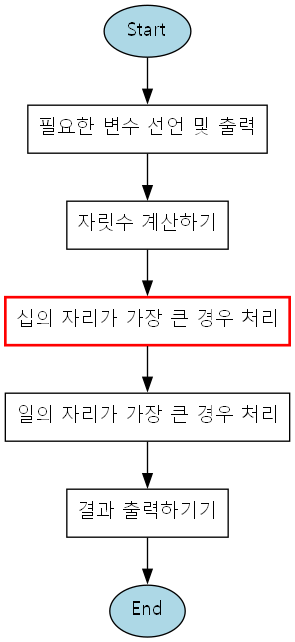 Start
필요한 변수 선언 및 출력
자릿수 계산하기
십의 자리가 가장 큰 경우 처리
일의 자리가 가장 큰 경우 처리
결과 출력하기기
End